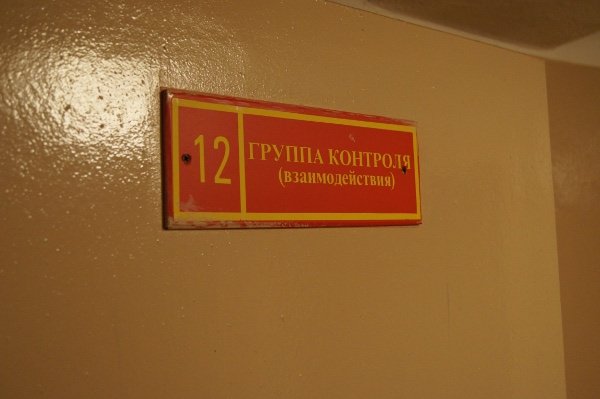 12
ГРУППА КОНТРОЛЯ
(взаимодействия)